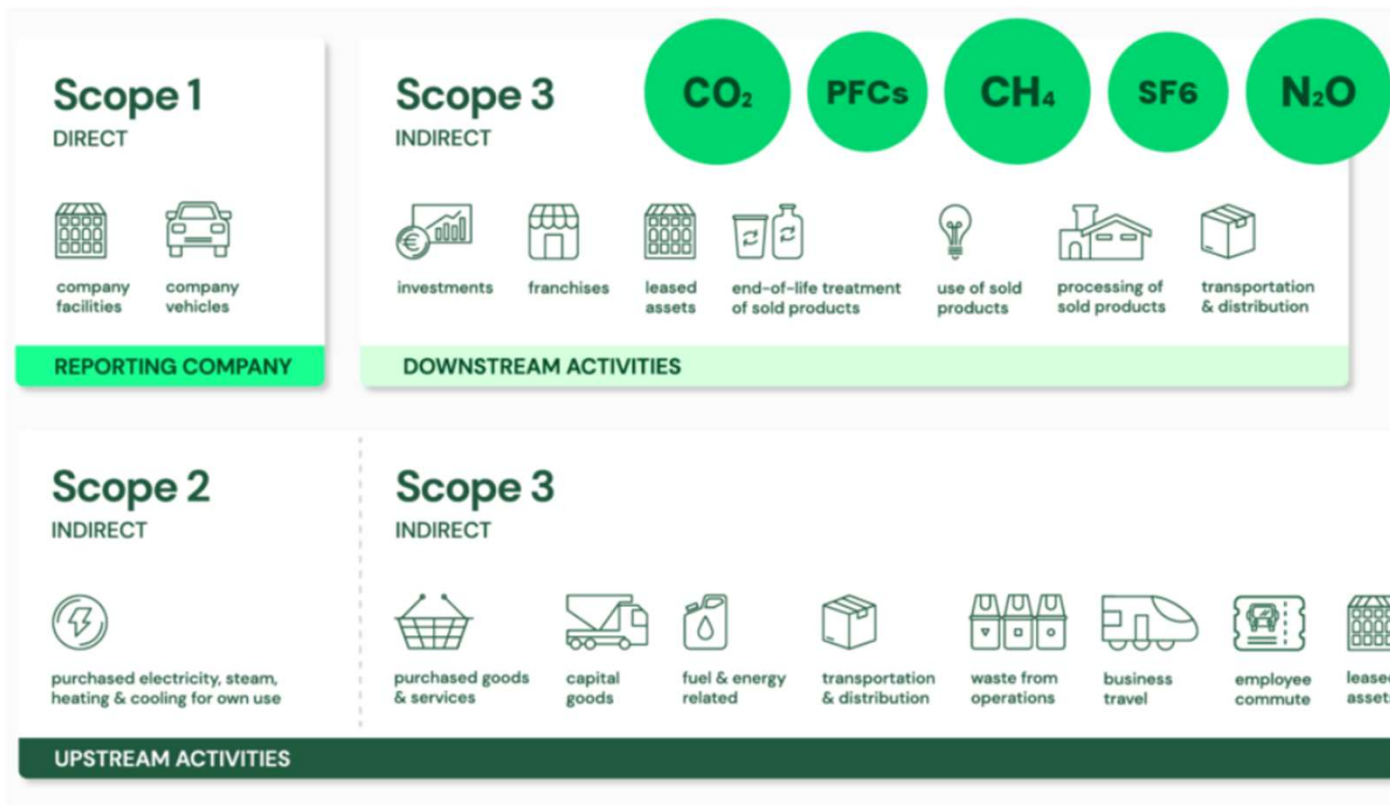 CO₂
PFCs
CH₄
SF6
N₂O
Scope 1
DIRECT
company
facilities
company
vehicles
REPORTING COMPANY
Scope 3
INDIRECT
investments
franchises
leased
assets
end-of-life treatment
of sold products
use of sold
products
processing of
sold products
transportation
& distribution
DOWNSTREAM ACTIVITIES
Scope 2
INDIRECT
purchased electricity, steam,
heating & cooling for own use
Scope 3
INDIRECT
purchased goods
& services
capital
goods
fuel & energy
related
transportation
& distribution
waste from
operations
business
travel
employee
commute
UPSTREAM ACTIVITIES